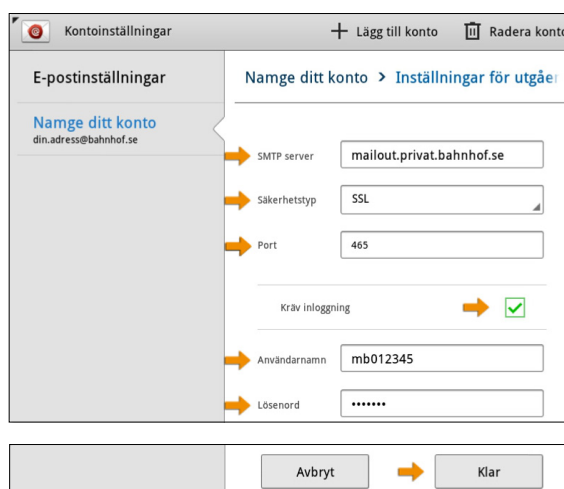 Kontoinställningar
Lägg till konto
Radera konto
E-postinställningar
Namge ditt konto > Inställningar för utgåe
Namge ditt konto
din.adress@bahnhof.se
SMTP server
mailout.privat.bahnhof.se
Säkerhetstyp
SSL
Port
465
Kräv inloggning
Användarnamn
mb012345
Lösenord
•••••••
Avbryt
Klar